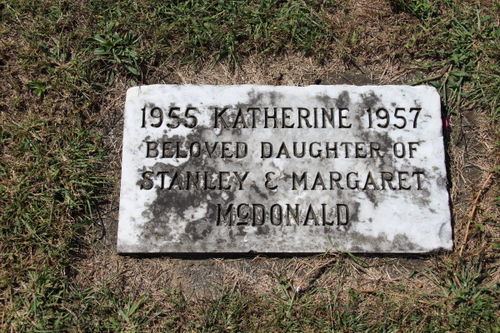 1955 KATHERINE 1957
BELOVED DAUGHTER OF
STANLEY & MARGARET
McDONALD